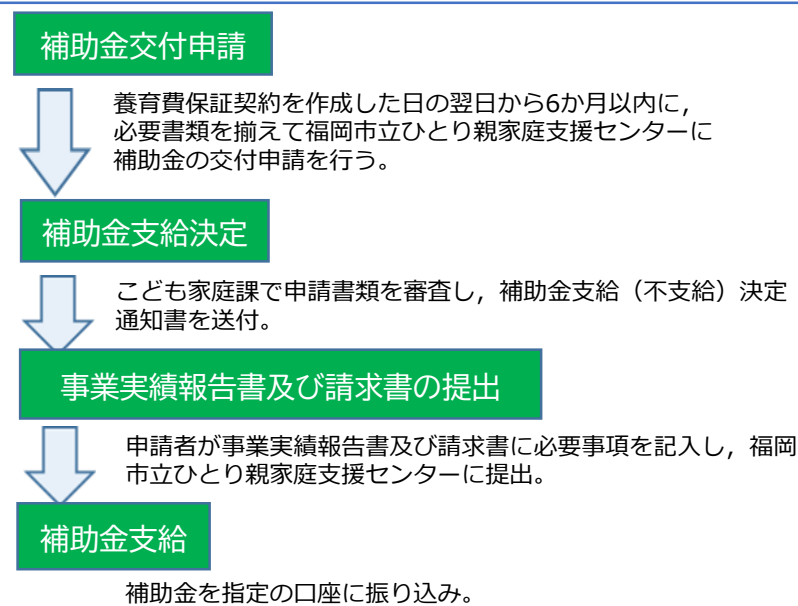 補助金交付申請
養育費保証契約を作成した日の翌日から6か月以内に，
必要書類を揃えて福岡市立ひとり親家庭支援センターに
補助金の交付申請を行う。
補助金支給決定
こども家庭課で申請書類を審査し，補助金支給（不支給）決定
通知書を送付。
事業実績報告書及び請求書の提出
申請者が事業実績報告書及び請求書に必要事項を記入し，福岡
市立ひとり親家庭支援センターに提出。
補助金支給
補助金を指定の口座に振り込み。